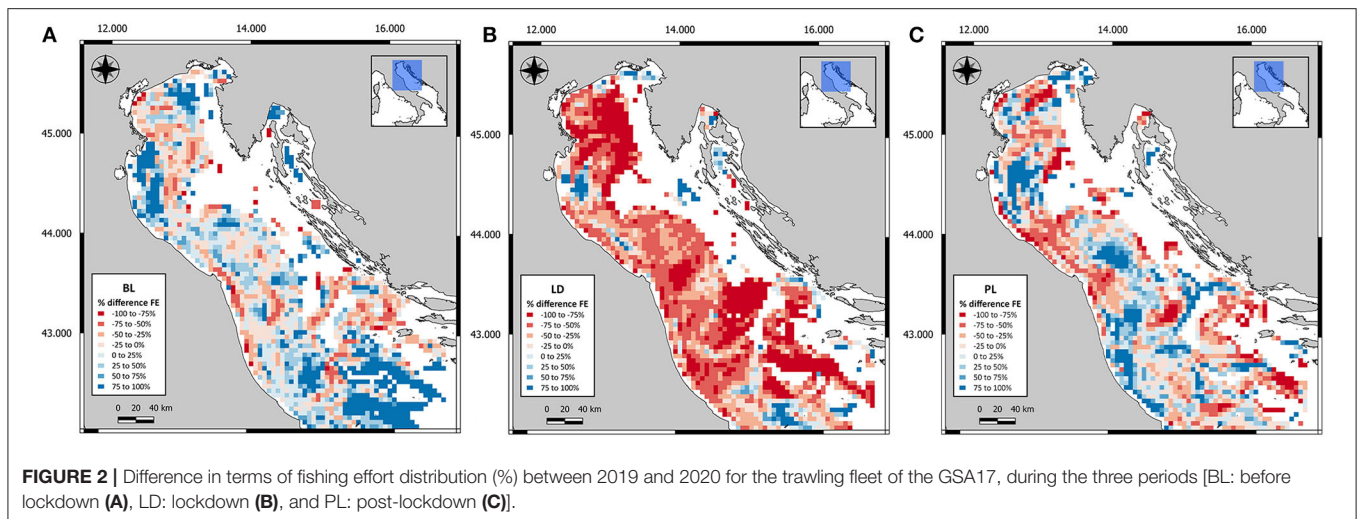 A
12.000 14.000 16.000
45.000
44.000
43.000
BL
% difference FE
-100 to -75%
-75 to -50%
-50 to -25%
-25 to 0%
0 to 25%
25 to 50%
50 to 75%
75 to 100%
0 20 40 km
B
12.000 14.000 16.000
45.000
44.000
43.000
LD
% difference FE
-100 to -75%
-75 to -50%
-50 to -25%
-25 to 0%
0 to 25%
25 to 50%
50 to 75%
75 to 100%
0 20 40 km
C
12.000 14.000 16.000
45.000
44.000
43.000
PL
% difference FE
-100 to -75%
-75 to -50%
-50 to -25%
-25 to 0%
0 to 25%
25 to 50%
50 to 75%
75 to 100%
0 20 40 km
FIGURE 2 | Difference in terms of fishing effort distribution (%) between 2019 and 2020 for the trawling fleet of the GSA17, during the three periods [BL: before
lockdown (A), LD: lockdown (B), and PL: post-lockdown (C)].